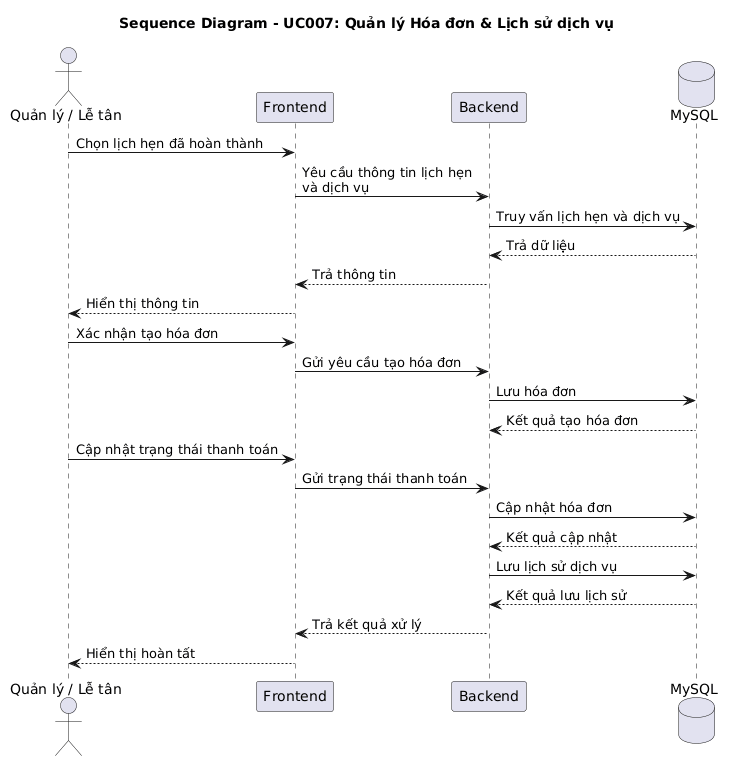 Sequence Diagram - UC007: Quản lý Hóa đơn & Lịch sử dịch vụ
Quản lý / Lễ tân
Frontend
Backend
MySQL
Chọn lịch hẹn đã hoàn thành
Yêu cầu thông tin lịch hẹn
và dịch vụ
Truy vấn lịch hẹn và dịch vụ
Trả dữ liệu
Trả thông tin
Hiển thị thông tin
Xác nhận tạo hóa đơn
Gửi yêu cầu tạo hóa đơn
Lưu hóa đơn
Kết quả tạo hóa đơn
Cập nhật trạng thái thanh toán
Gửi trạng thái thanh toán
Cập nhật hóa đơn
Kết quả cập nhật
Lưu lịch sử dịch vụ
Kết quả lưu lịch sử
Trả kết quả xử lý
Hiển thị hoàn tất
Quản lý / Lễ tân
Frontend
Backend
MySQL